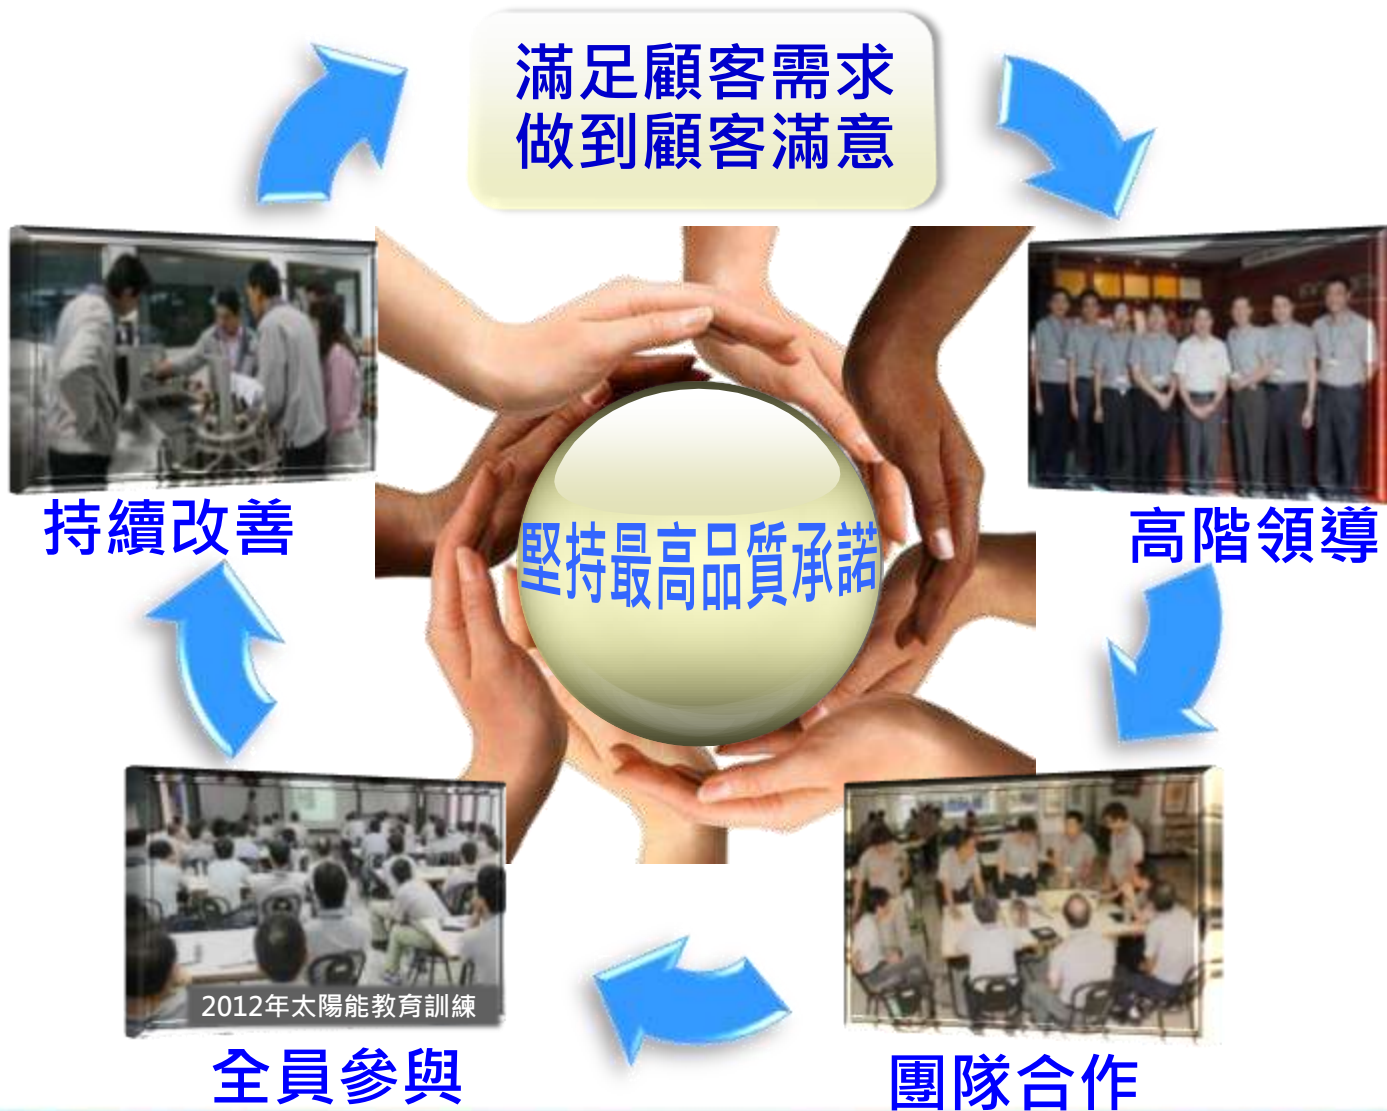 滿足顧客需求
做到顧客滿意
持續改善
高階領導
堅持最高品質承諾
2012年太陽能教育訓練
全員參與
團隊合作